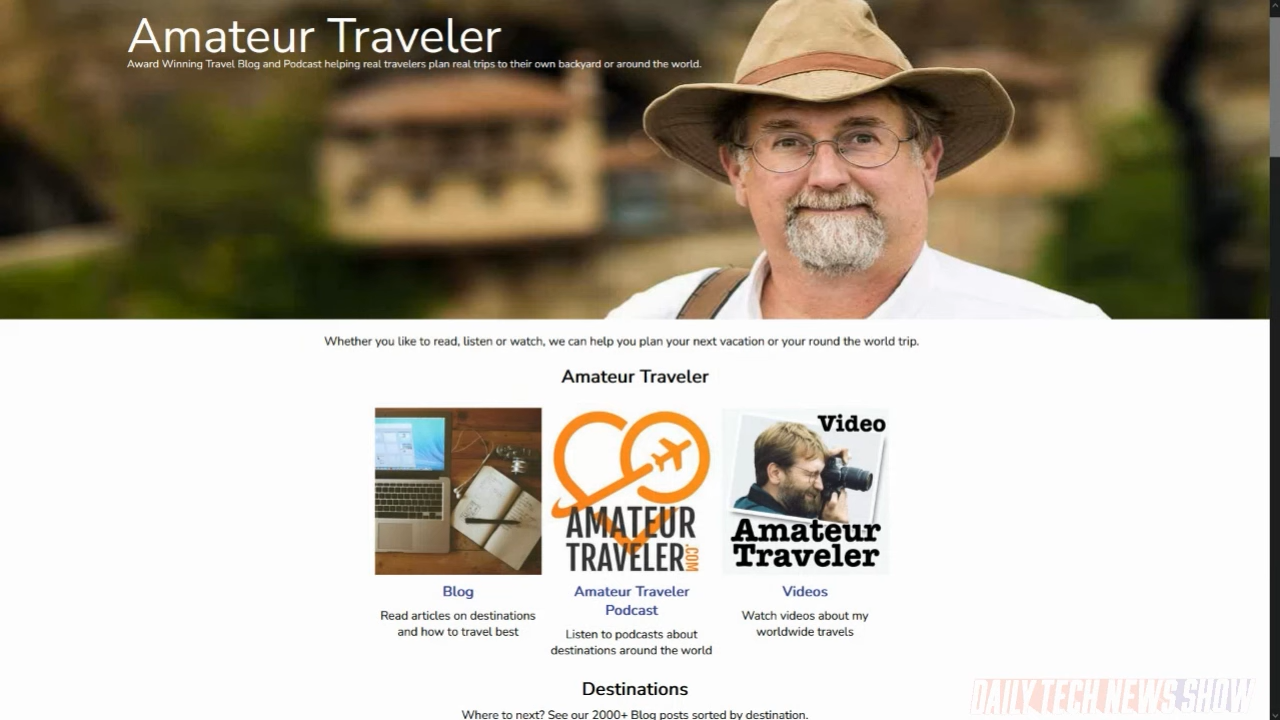 Amateur Traveler
Award Winning Travel Blog and Podcast helping real travelers plan real trips to their own backyard or around the world.
Whether you like to read, listen or watch, we can help you plan your next vacation or your round the world trip.
Amateur Traveler
AMATEUR
TRAVELER
.COM
Video
Amateur
Traveler
Blog
Amateur Traveler
Podcast
Videos
Read articles on destinations
and how to travel best
Listen to podcasts about
destinations around the world
Watch videos about my
worldwide travels
Destinations
Where to next? See our 2000+ Blog posts sorted by destination.
DAILY TECH NEWS SHOW